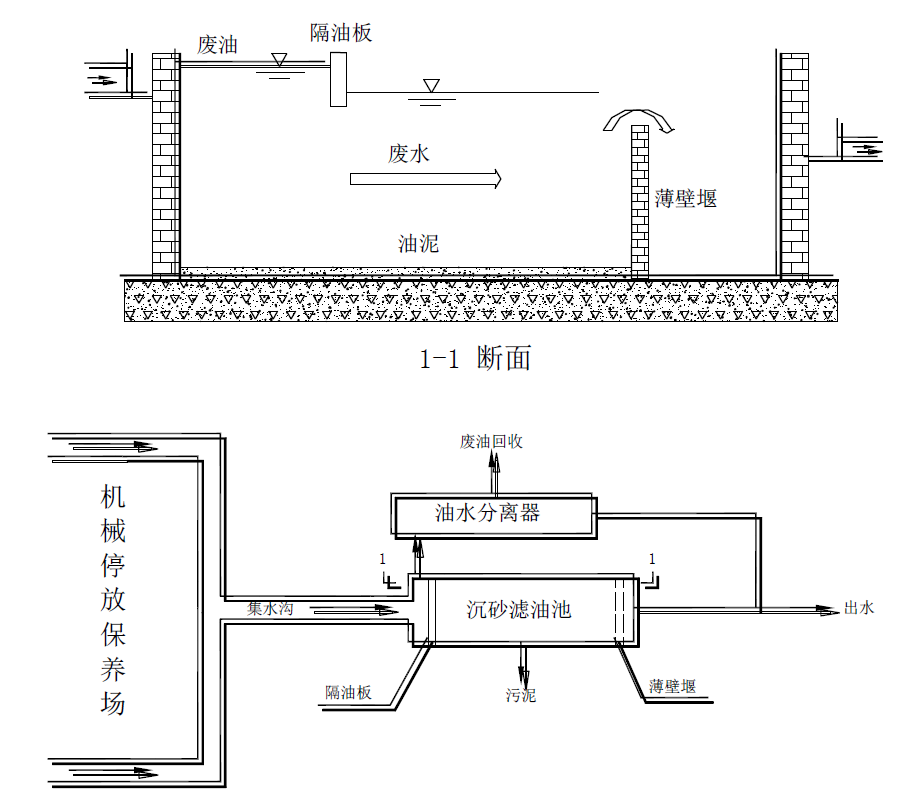 隔油板
废油
废水
薄壁堰
油泥
1-1 断面
废油回收
机械停放保养场
油水分离器
1
1
集水沟
沉砂滤油池
出水
隔油板
污泥
薄壁堰